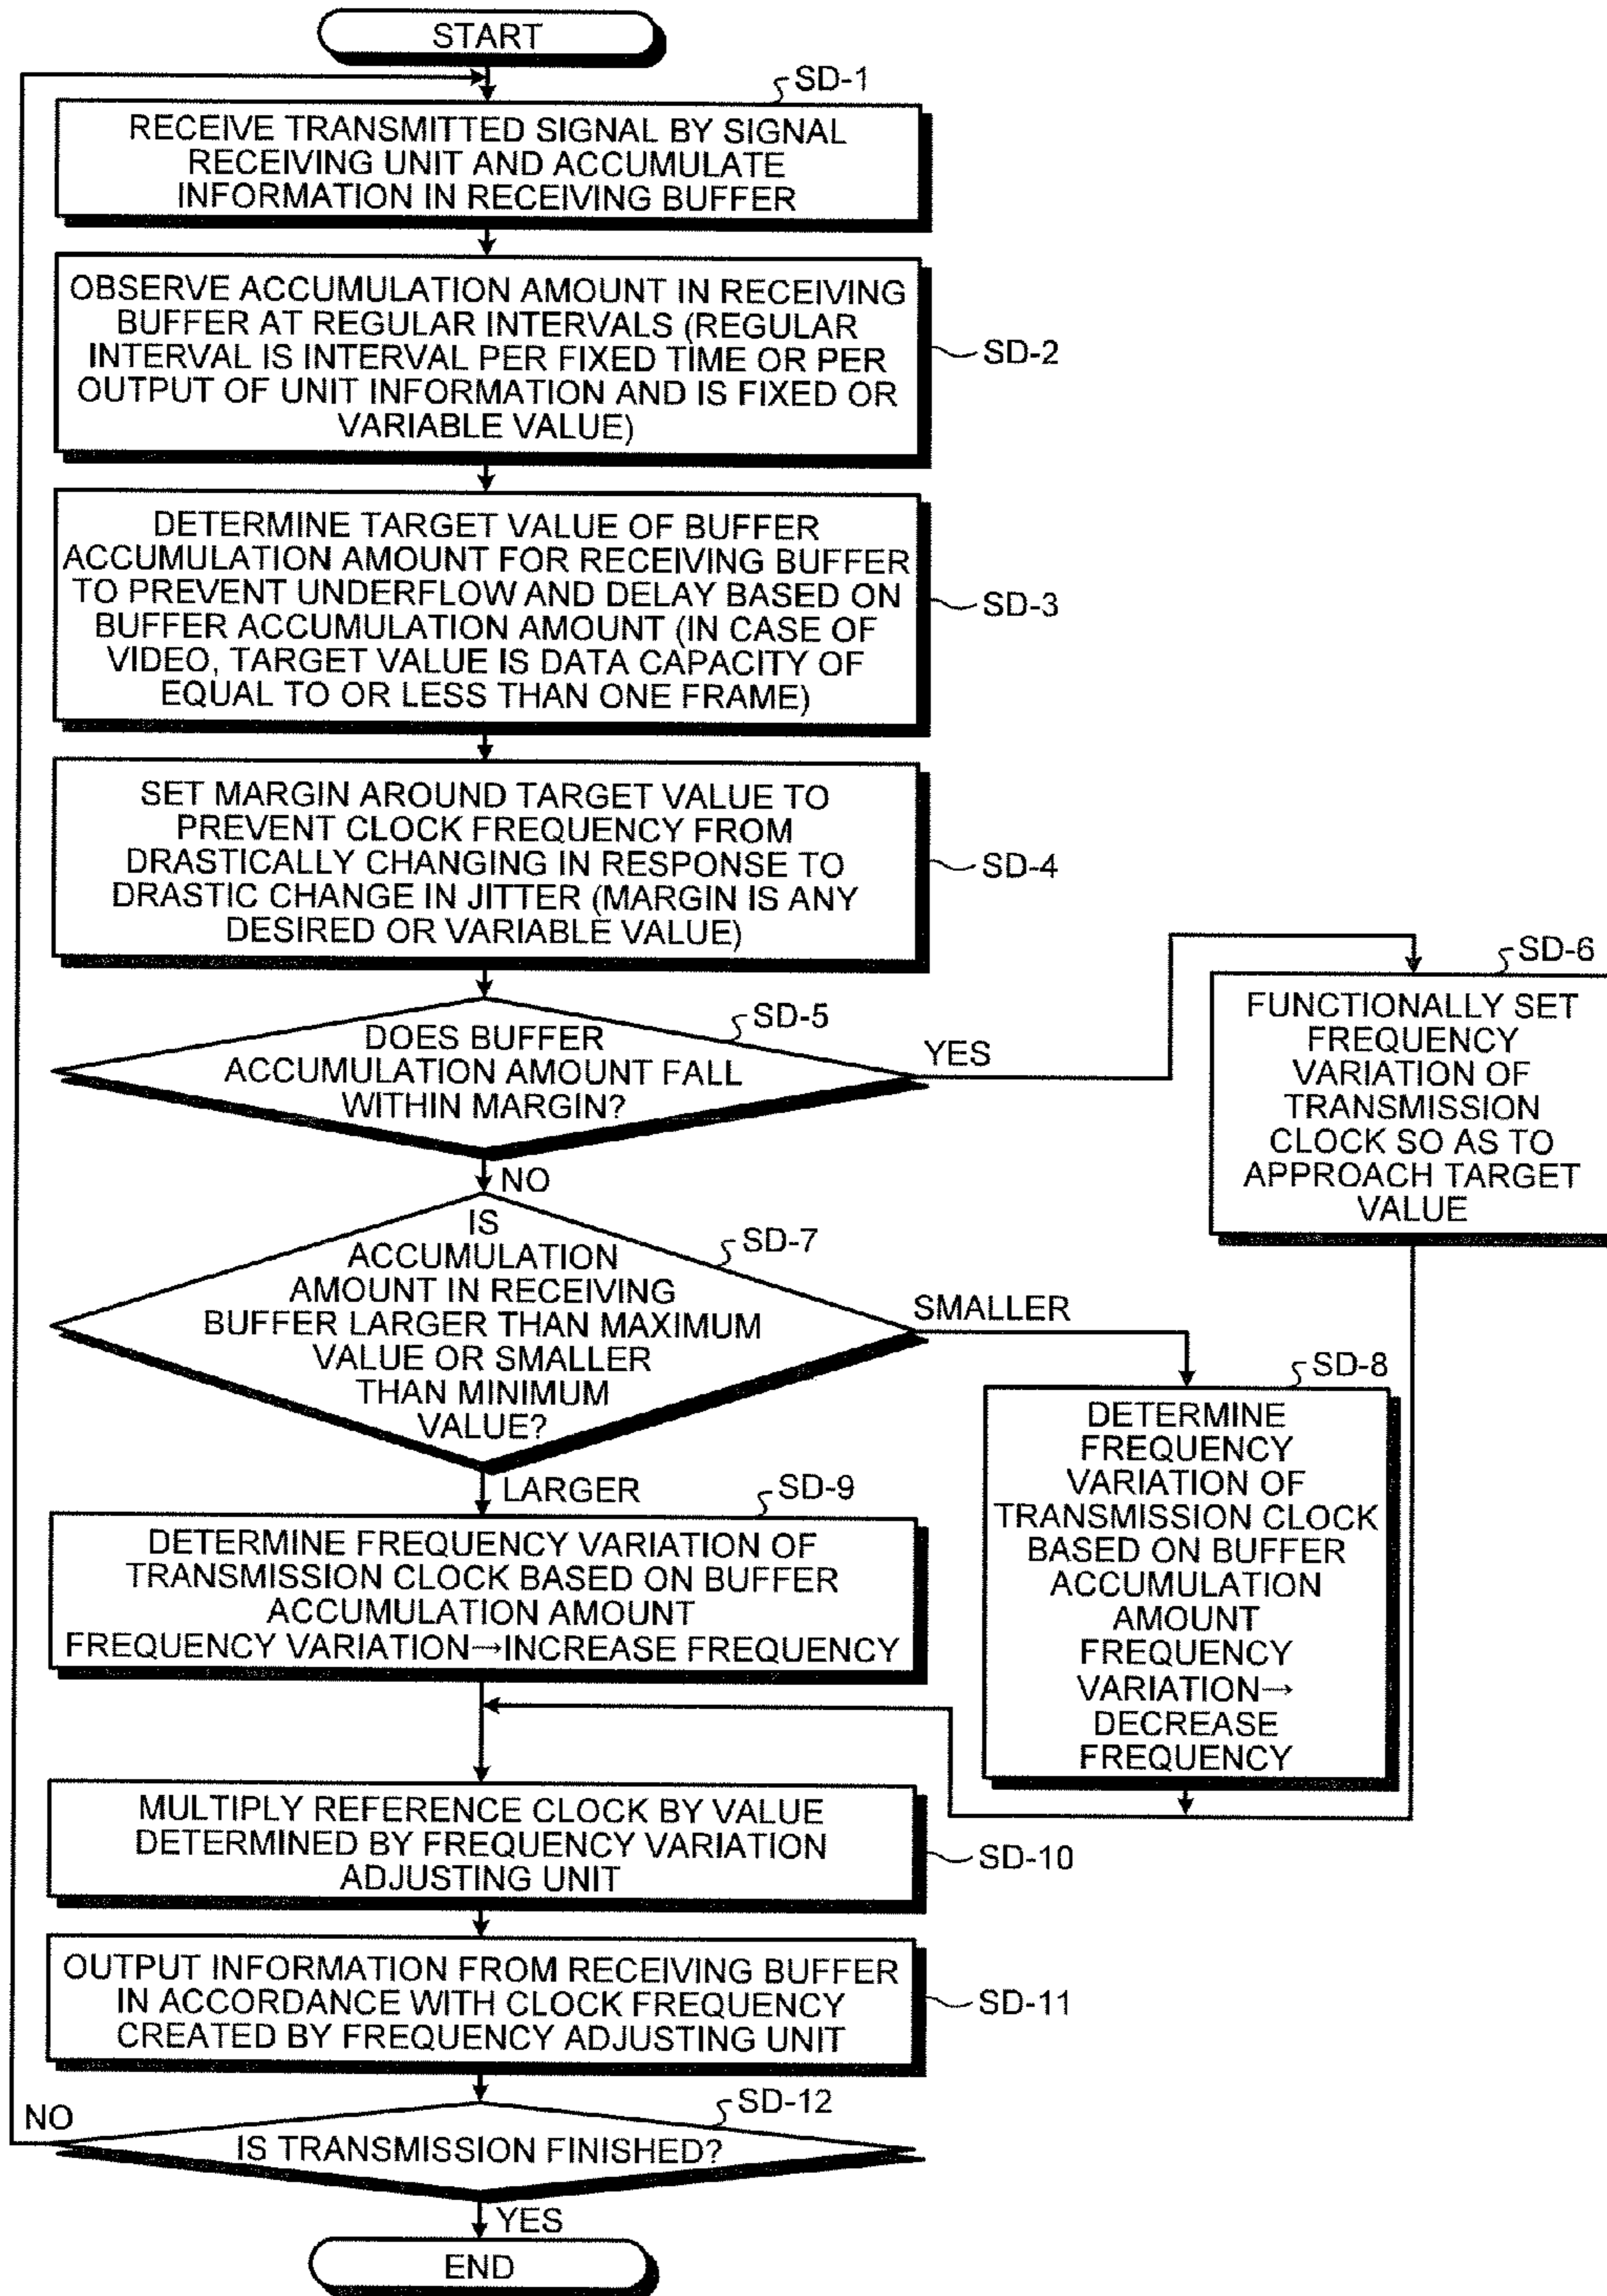 START
SD-1
RECEIVE TRANSMITTED SIGNAL BY SIGNAL
RECEIVING UNIT AND ACCUMULATE
INFORMATION IN RECEIVING BUFFER
OBSERVE ACCUMULATION AMOUNT IN RECEIVING
BUFFER AT REGULAR INTERVALS (REGULAR
INTERVAL IS INTERVAL PER FIXED TIME OR PER
OUTPUT OF UNIT INFORMATION AND IS FIXED OR
VARIABLE VALUE)
SD-2
DETERMINE TARGET VALUE OF BUFFER
ACCUMULATION AMOUNT FOR RECEIVING BUFFER
TO PREVENT UNDERFLOW AND DELAY BASED ON
BUFFER ACCUMULATION AMOUNT (IN CASE OF
VIDEO, TARGET VALUE IS DATA CAPACITY OF
EQUAL TO OR LESS THAN ONE FRAME)
SD-3
SET MARGIN AROUND TARGET VALUE TO
PREVENT CLOCK FREQUENCY FROM
DRASTICALLY CHANGING IN RESPONSE TO
DRASTIC CHANGE IN JITTER (MARGIN IS ANY
DESIRED OR VARIABLE VALUE)
SD-4
SD-5
DOES BUFFER
ACCUMULATION AMOUNT FALL
WITHIN MARGIN?
YES
NO
SD-6
FUNCTIONALLY SET
FREQUENCY
VARIATION OF
TRANSMISSION
CLOCK SO AS TO
APPROACH TARGET
VALUE
SD-7
IS
ACCUMULATION
AMOUNT IN RECEIVING
BUFFER LARGER THAN MAXIMUM
VALUE OR SMALLER
THAN MINIMUM
VALUE?
SMALLER
LARGER
SD-8
DETERMINE
FREQUENCY
VARIATION OF
TRANSMISSION CLOCK
BASED ON BUFFER
ACCUMULATION
AMOUNT
FREQUENCY
VARIATION→
DECREASE
FREQUENCY
SD-9
DETERMINE FREQUENCY VARIATION OF
TRANSMISSION CLOCK BASED ON BUFFER
ACCUMULATION AMOUNT
FREQUENCY VARIATION→INCREASE FREQUENCY
MULTIPLY REFERENCE CLOCK BY VALUE
DETERMINED BY FREQUENCY VARIATION
ADJUSTING UNIT
SD-10
OUTPUT INFORMATION FROM RECEIVING BUFFER
IN ACCORDANCE WITH CLOCK FREQUENCY
CREATED BY FREQUENCY ADJUSTING UNIT
SD-11
SD-12
NO
IS TRANSMISSION FINISHED?
YES
END